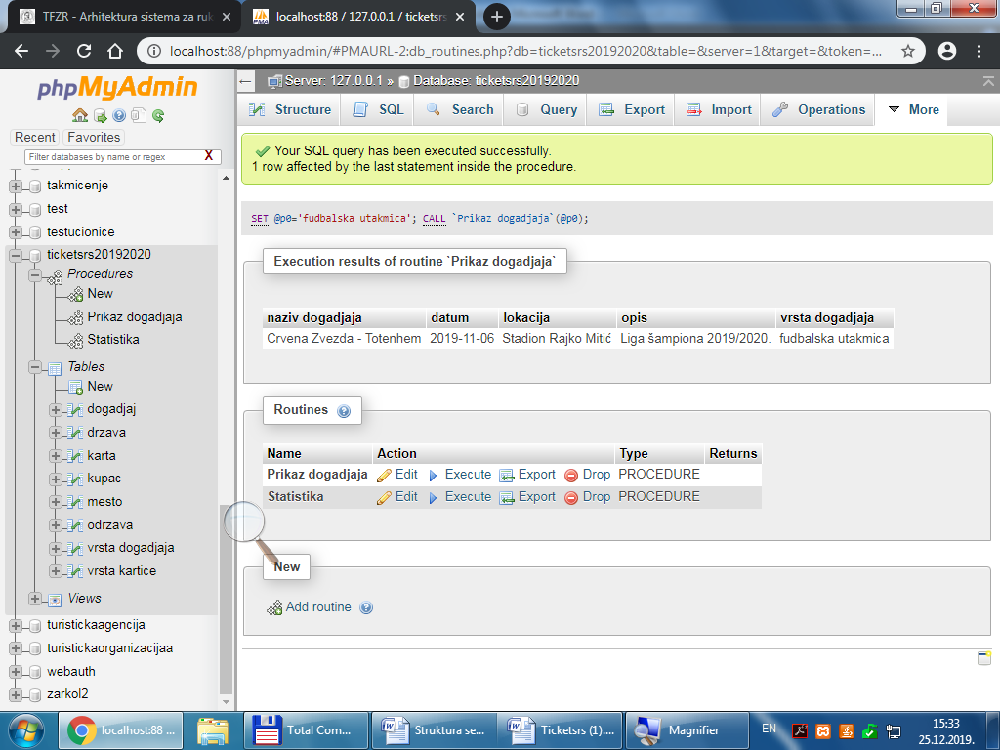 TFZR - Arhitektura sistema za ruk
localhost:88 / 127.0.0.1 / ticketsrs
localhost:88/phpmyadmin/#PMAURL-2:db_routines.php?db=ticketsrs20192020&table=&server=1&target=&token=...
phpMyAdmin
Recent Favorites
Filter databases by name or regex X
takmicenje
test
testucionice
ticketsrs20192020
Procedures
New
Prikaz dogadjaja
Statistika
Tables
New
dogadjaj
drzava
karta
kupac
mesto
odrzava
vrsta dogadjaja
vrsta kartice
Views
turistickaagencija
turistickaorganizacijaa
webauth
zarkol2
Server: 127.0.0.1 » Database: ticketsrs20192020
Structure SQL Search Query Export Import Operations More
Your SQL query has been executed successfully.
1 row affected by the last statement inside the procedure.
SET @p0='fudbalska utakmica'; CALL `Prikaz dogadjaja`(@p0);
Execution results of routine `Prikaz dogadjaja`
naziv dogadjaja datum lokacija opis vrsta dogadjaja
Crvena Zvezda - Totenhem 2019-11-06 Stadion Rajko Mitić Liga šampiona 2019/2020. fudbalska utakmica
Routines
Name Action Type Returns
Prikaz dogadjaja Edit Execute Export Drop PROCEDURE
Statistika Edit Execute Export Drop PROCEDURE
New
Add routine
localhost:88 ...
Total Com...
Struktura se...
Ticketsrs (1)....
Magnifier
EN
15:33
25.12.2019.